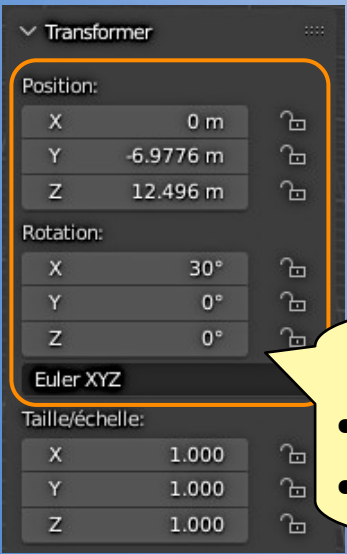 Transformer
Position:
X 0 m
Y -6.9776 m
Z 12.496 m
Rotation:
X 30°
Y 0°
Z 0°
Euler XYZ
Taille/échelle:
X 1.000
Y 1.000
Z 1.000